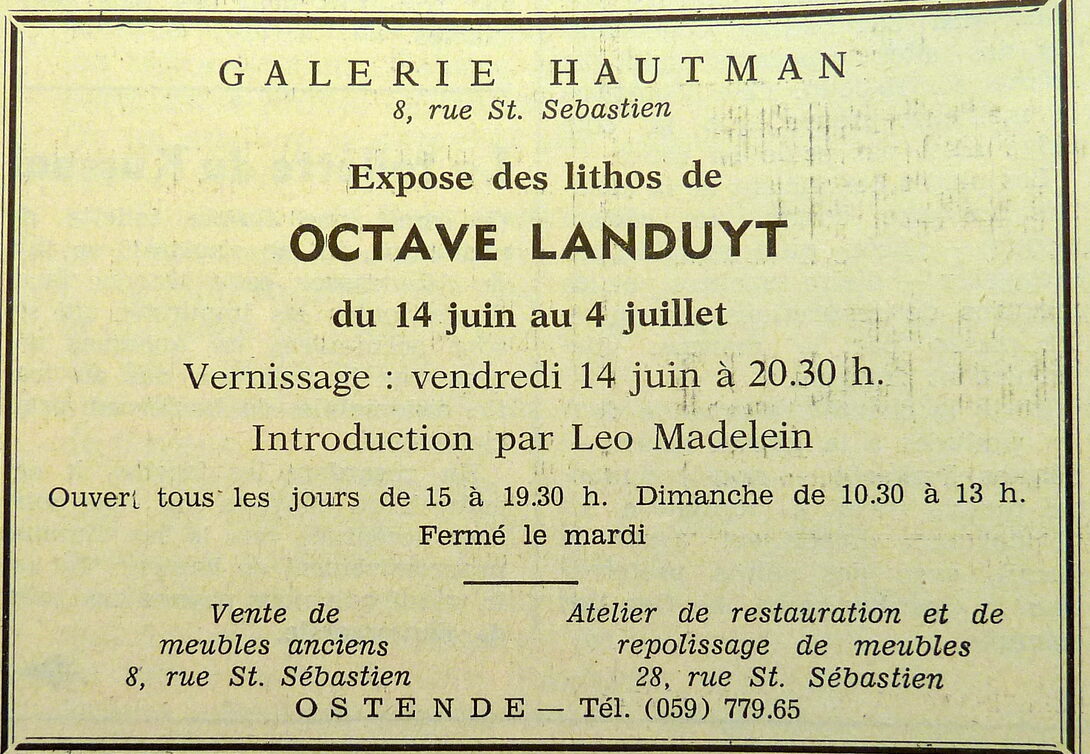 GALERIE HAUTMAN
8, rue St. Sebastien
Expose des lithos de
OCTAVE LANDUYT
du 14 juin au 4 juillet
Vernissage : vendredi 14 juin à 20.30 h.
Introduction par Leo Madelein
Ouvert tous les jours de 15 à 19.30 h. Dimanche de 10.30 à 13 h.
Fermé le mardi
Vente de
meubles anciens
8, rue St. Sébastien
Atelier de restauration et de
repolissage de meubles
28, rue St. Sébastien
OSTENDE — Tél. (059) 779.65